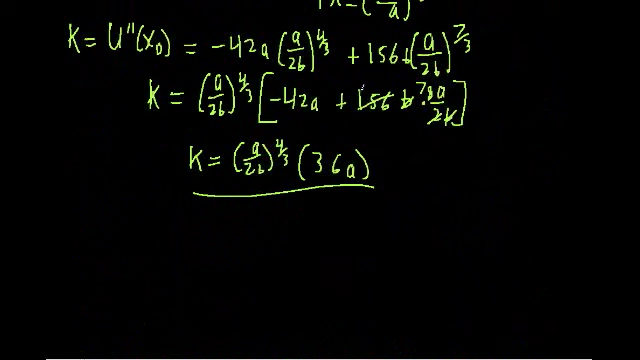 K = U''(x₀) = -42a (a/2b)^4/3 + 156b (a/2b)^7/3
K = (a/2b)^4/3 [-42a + 156 b · 78 a/2b]
K = (a/2b)^4/3 (36a)